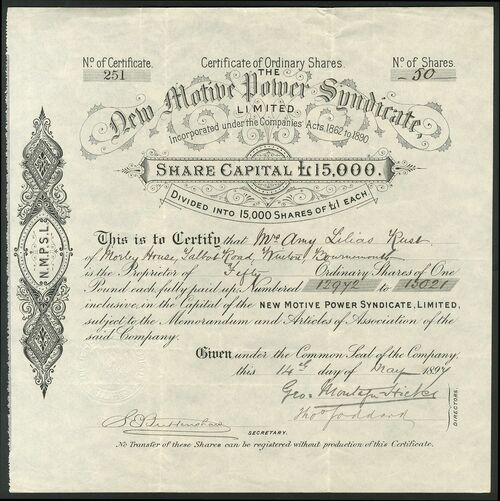 No. of Certificate.
251
Certificate of Ordinary Shares.
No. of Shares.
50
THE
New Motive Power Syndicate,
LIMITED.
Incorporated under the Companies' Acts, 1862 to 1890.
SHARE CAPITAL £15,000.
DIVIDED INTO 15,000 SHARES OF £1 EACH
N.M.P.S.L.
This is to Certify that Mrs Amy Lilias Rust
of Morley House, Talbot Road, Winton, Bournemouth
is the Proprietor of Fifty Ordinary Shares of One
Pound each fully paid up, Numbered 12972 to 13021
inclusive, in the Capital of the NEW MOTIVE POWER SYNDICATE, LIMITED,
subject to the Memorandum and Articles of Association of the
said Company.
Given under the Common Seal of the Company,
this 14th day of May 1897
Geo. Montagu Hicks
Thos Goddard
DIRECTORS.
SECRETARY.
No Transfer of these Shares can be registered without production of this Certificate.